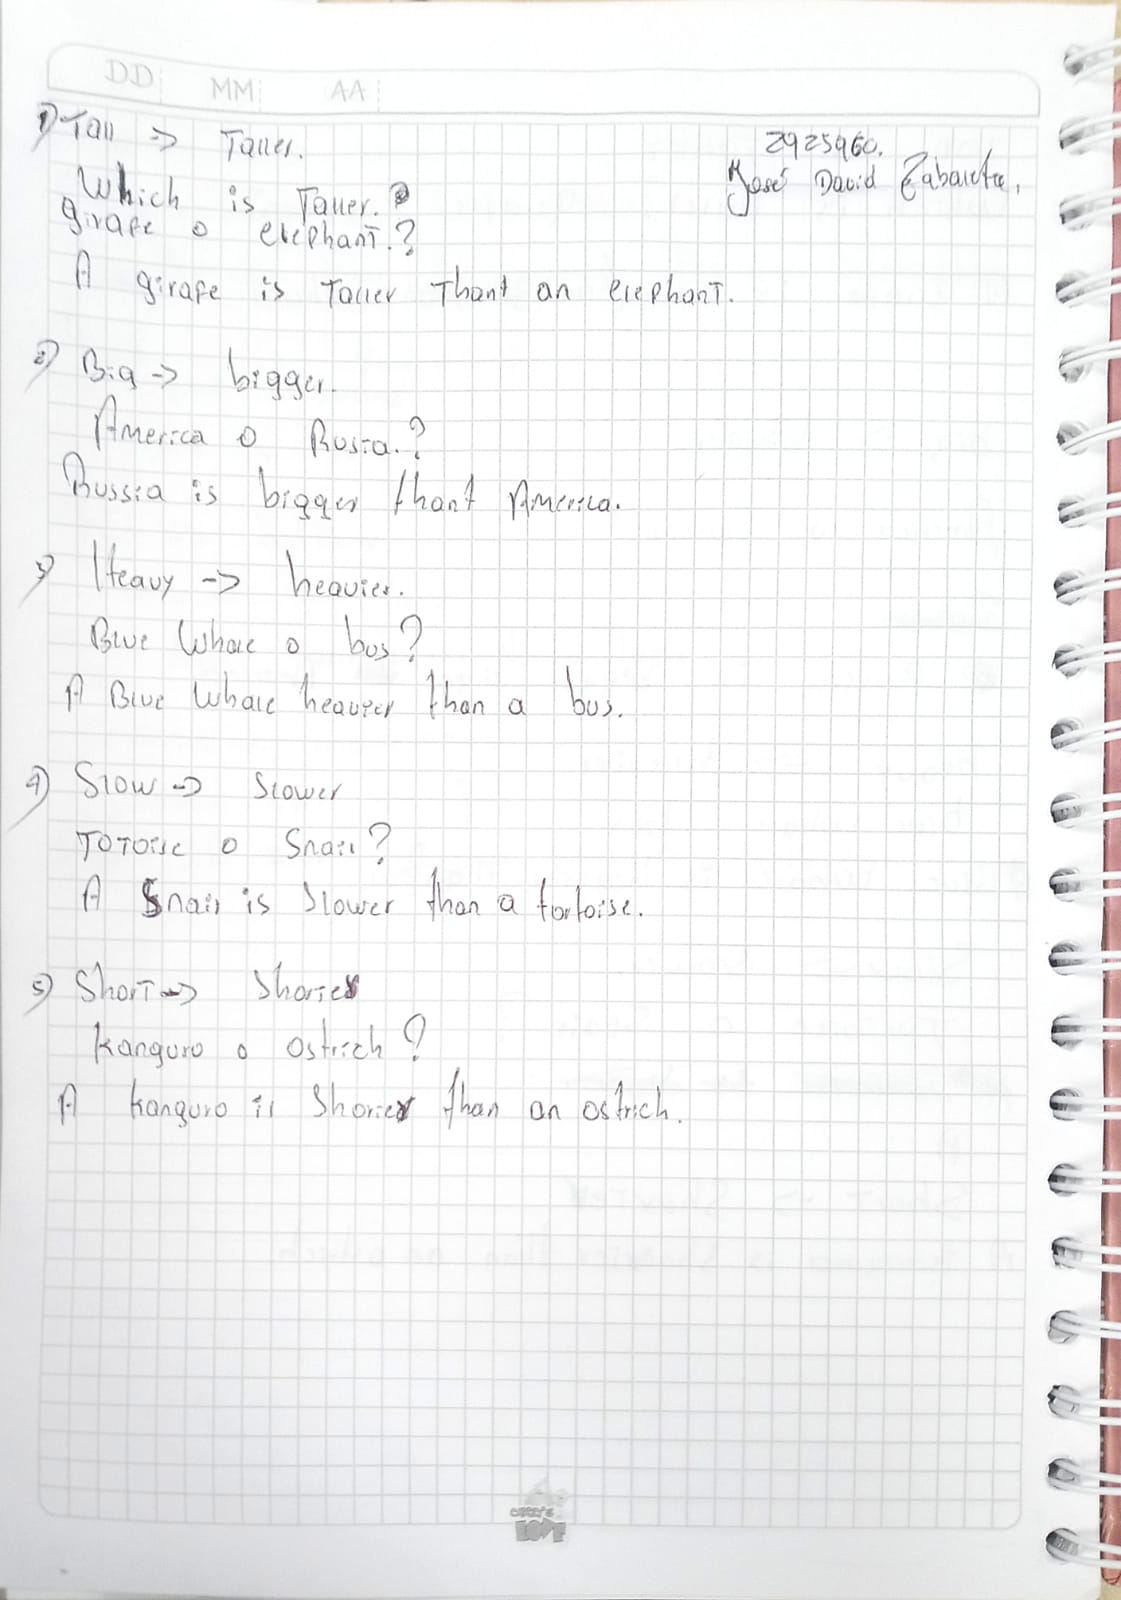 DD MM AA
1) Tall -> Taller.
2925960.
José David Zabaleta.
Which is Taller.?
girafe o elephant.?
A girafe is Taller Thant an elephant.
2) Big -> bigger.
America o Rusia.?
Russia is bigger thant America.
3) Heavy -> heavier.
Blue Whale o bus?
A Blue Whale heavier than a bus.
4) Slow -> Slower
ToToise o Snail?
A Snail is Slower than a tortoise.
5) Short -> Shorter
Kanguro o ostrich?
A kanguro is Shorter than an ostrich.
LOVE